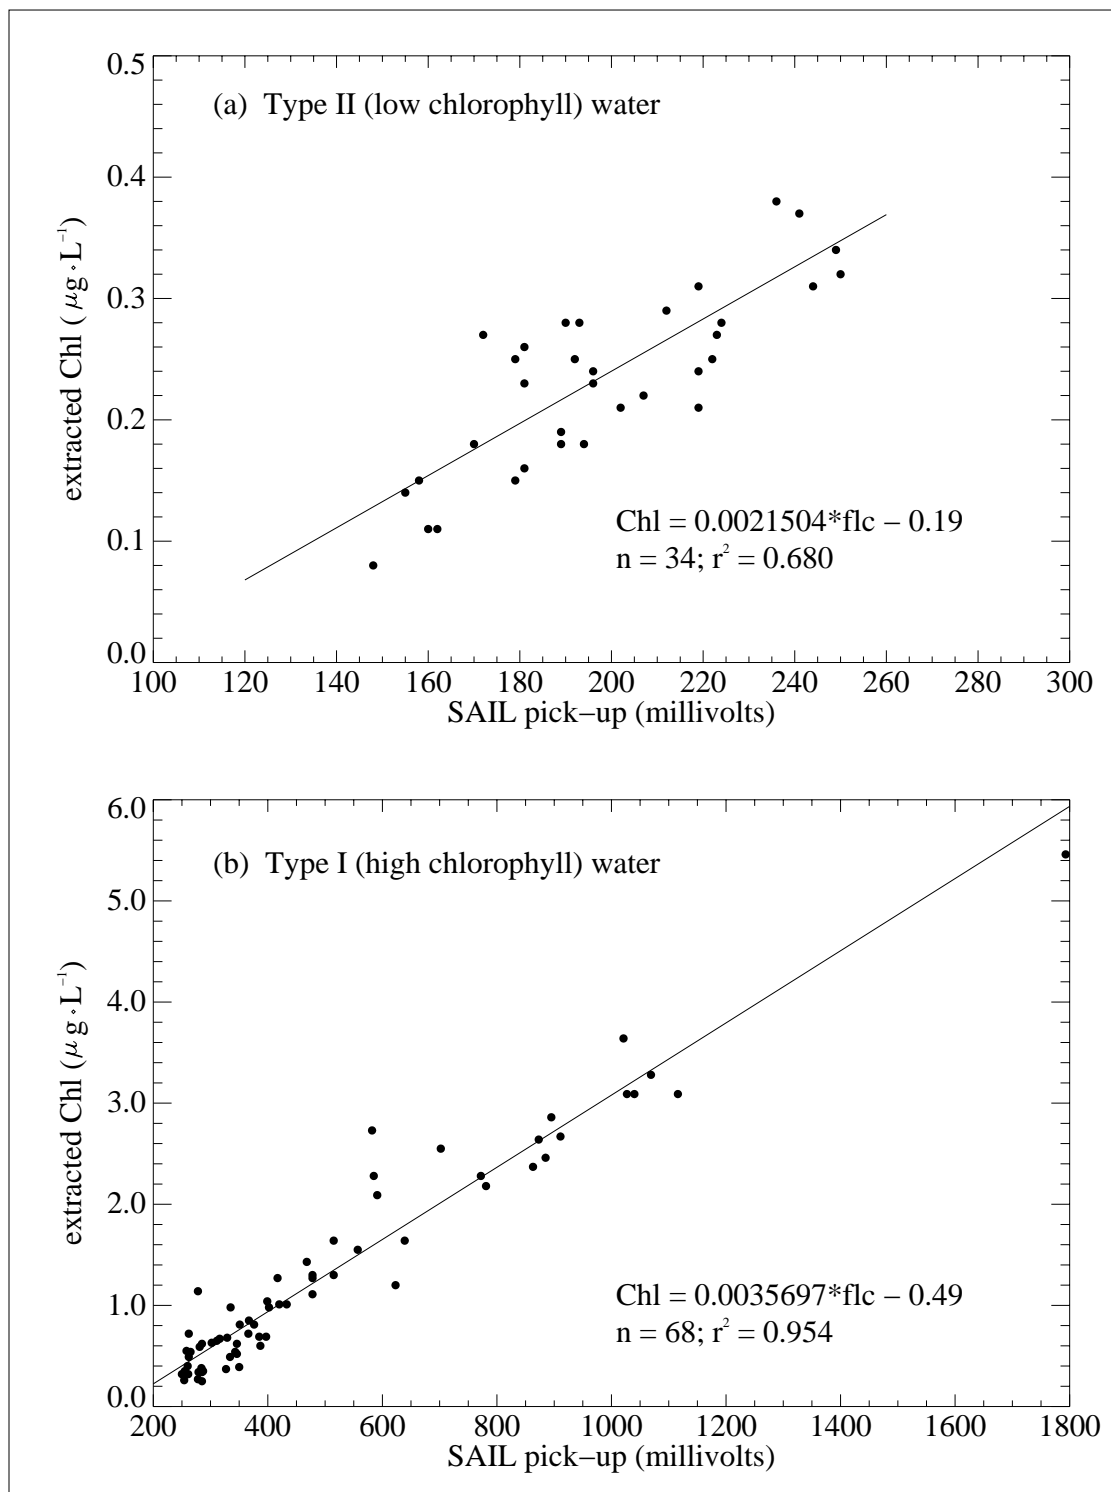 0.5
(a) Type II (low chlorophyll) water
0.4
0.3
0.2
0.1
0.0
extracted Chl ( μg·L⁻¹)
Chl = 0.0021504*flc – 0.19
n = 34; r² = 0.680
100 120 140 160 180 200 220 240 260 280 300
SAIL pick–up (millivolts)
6.0
(b) Type I (high chlorophyll) water
5.0
4.0
3.0
2.0
1.0
0.0
extracted Chl (μ g·L⁻¹)
Chl = 0.0035697*flc – 0.49
n = 68; r² = 0.954
200 400 600 800 1000 1200 1400 1600 1800
SAIL pick–up (millivolts)